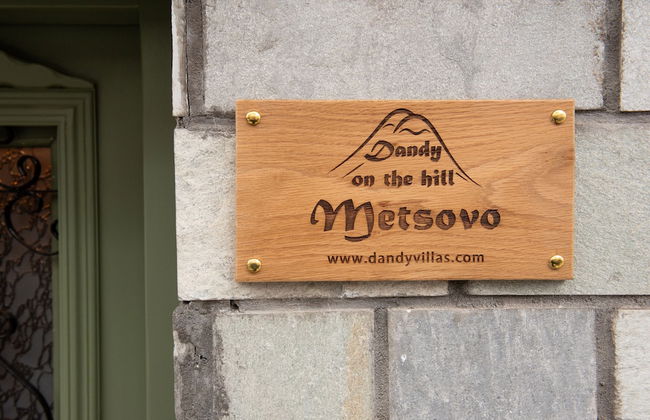 Dandy
on the hill
Metsovo
www.dandyvillas.com